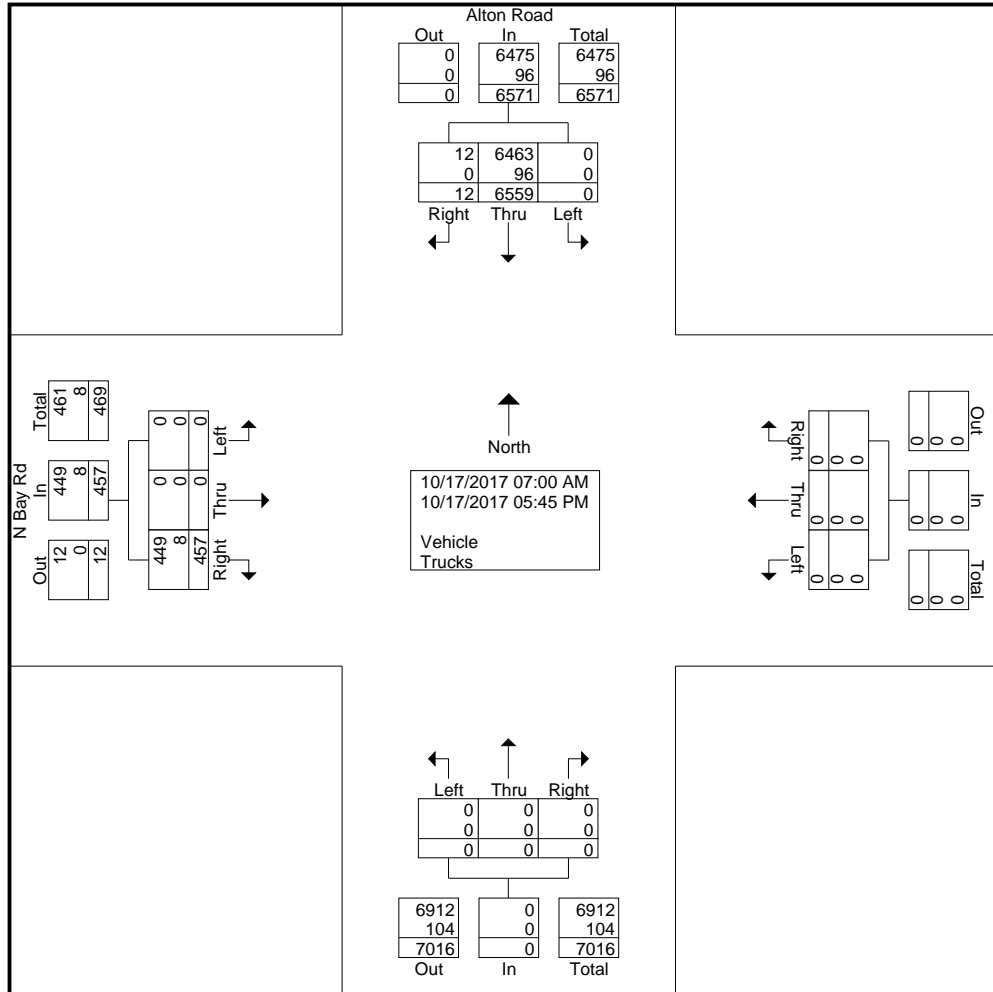 Alton Road
Out In Total
0 6475 6475
0 96 96
0 6571 6571
12 6463 0
0 96 0
12 6559 0
Right Thru Left
N Bay Rd
Total In Out
461 449 12
8 8 0
469 457 12
0 0 449
0 0 8
0 0 457
Left Thru Right
North
10/17/2017 07:00 AM
10/17/2017 05:45 PM
Vehicle
Trucks
Right Thru Left
0 0 0
0 0 0
0 0 0
Out In Total
0 0 0
0 0 0
0 0 0
Left Thru Right
0 0 0
0 0 0
0 0 0
6912 0 6912
104 0 104
7016 0 7016
Out In Total